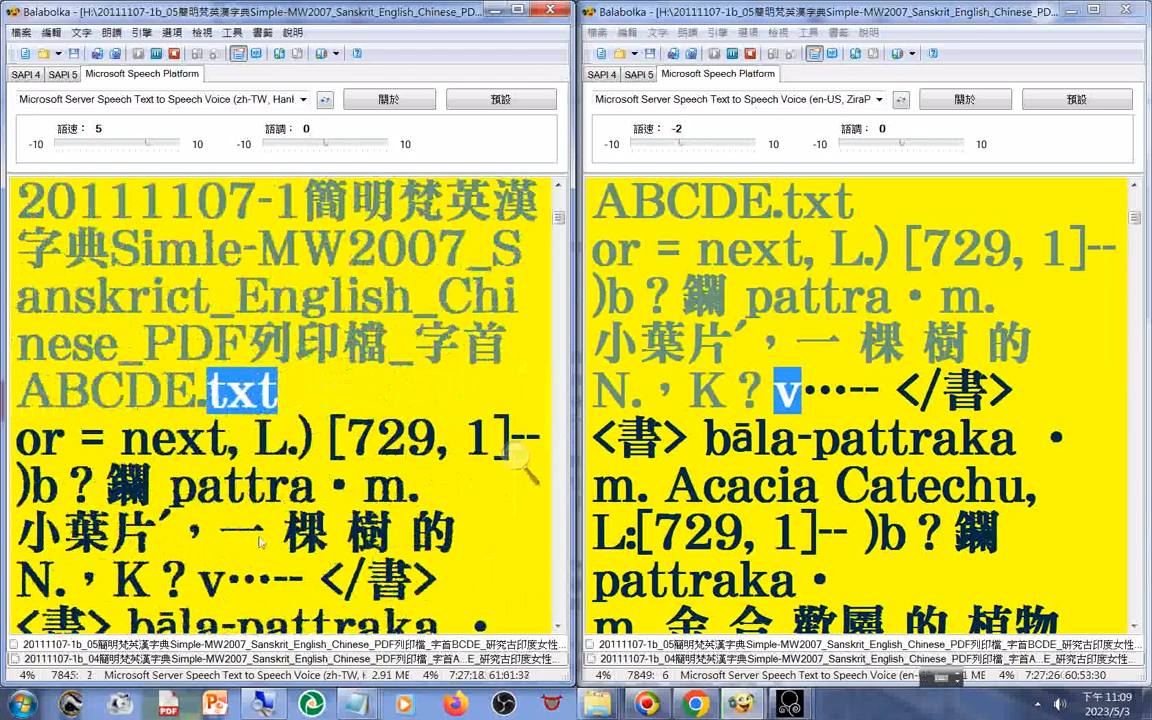 Balabolka - [H:\20111107-1b_05簡明梵英漢字典Simple-MW2007_Sanskrit_English_Chinese_PD...
檔案 編輯 文字 朗讀 引擎 選項 檢視 工具 書籤 說明
SAPI 4 SAPI 5 Microsoft Speech Platform
Microsoft Server Speech Text to Speech Voice (zh-TW, Hanl
關於 預設
語速： 5 語調： 0
-10 10 -10 10
20111107-1簡明梵英漢
字典Simle-MW2007_S
anskrict_English_Chi
nese_PDF列印檔_字首
ABCDE.txt
or = next, L.) [729, 1]--
)b？鑭 pattra・m.
小葉片ˊ，一 棵 樹 的
N.，K？v…-- </書>
<書> bāla-pattraka ・
20111107-1b_05簡明梵英漢字典Simple-MW2007_Sanskrit_English_Chinese_PDF列印檔_字首BCDE_研究古印度女性...
20111107-1b_04簡明梵英漢字典Simple-MW2007_Sanskrit_English_Chinese_PDF列印檔_字首A...E_研究古印度女性...
4% 7845: 2 Microsoft Server Speech Text to Speech Voice (zh-TW, H 2.91 ME 4% 7:27:18.61:01:32
Balabolka - [H:\20111107-1b_05簡明梵英漢字典Simple-MW2007_Sanskrit_English_Chinese_PD...
檔案 編輯 文字 朗讀 引擎 選項 檢視 工具 書籤 說明
SAPI 4 SAPI 5 Microsoft Speech Platform
Microsoft Server Speech Text to Speech Voice (en-US, ZiraP
關於 預設
語速： -2 語調： 0
-10 10 -10 10
ABCDE.txt
or = next, L.) [729, 1]--
)b？鑭 pattra・m.
小葉片ˊ，一 棵 樹 的
N.，K？v…-- </書>
<書> bāla-pattraka ・
m. Acacia Catechu,
L:[729, 1]-- )b？鑭
pattraka・
m. 金 合 歡屬 的 植物
20111107-1b_05簡明梵英漢字典Simple-MW2007_Sanskrit_English_Chinese_PDF列印檔_字首BCDE_研究古印度女性...
20111107-1b_04簡明梵英漢字典Simple-MW2007_Sanskrit_English_Chinese_PDF列印檔_字首A...E_研究古印度女性...
4% 7849: 6 Microsoft Server Speech Text to Speech Voice (en-US 4% 7:27:26.60:53:30
PDF
下午 11:09
2023/5/3